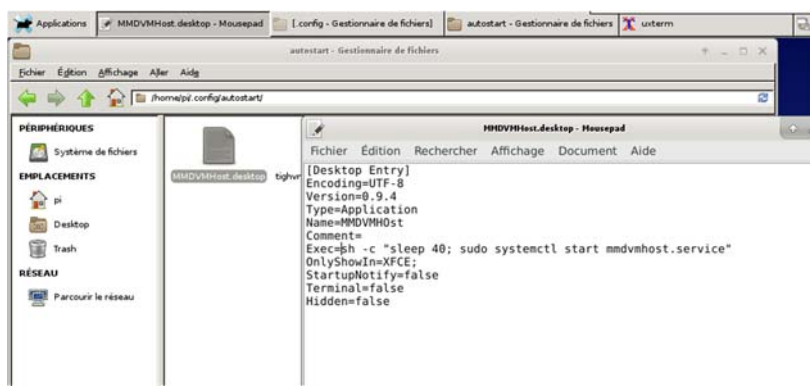 Applications
MMDVMHost.desktop - Mousepad
[.config - Gestionnaire de fichiers]
autostart - Gestionnaire de fichiers
uxterm
autostart - Gestionnaire de fichiers
Fichier Édition Affichage Aller Aide
/home/pi/.config/autostart/
PÉRIPHÉRIQUES
Système de fichiers
EMPLACEMENTS
pi
Desktop
Trash
RÉSEAU
Parcourir le réseau
MMDVMHost.desktop
tighvn
MMDVMHost.desktop - Mousepad
Fichier Édition Rechercher Affichage Document Aide
[Desktop Entry]
Encoding=UTF-8
Version=0.9.4
Type=Application
Name=MMDVMHOst
Comment=
Exec=sh -c "sleep 40; sudo systemctl start mmdvmhost.service"
OnlyShowIn=XFCE;
StartupNotify=false
Terminal=false
Hidden=false